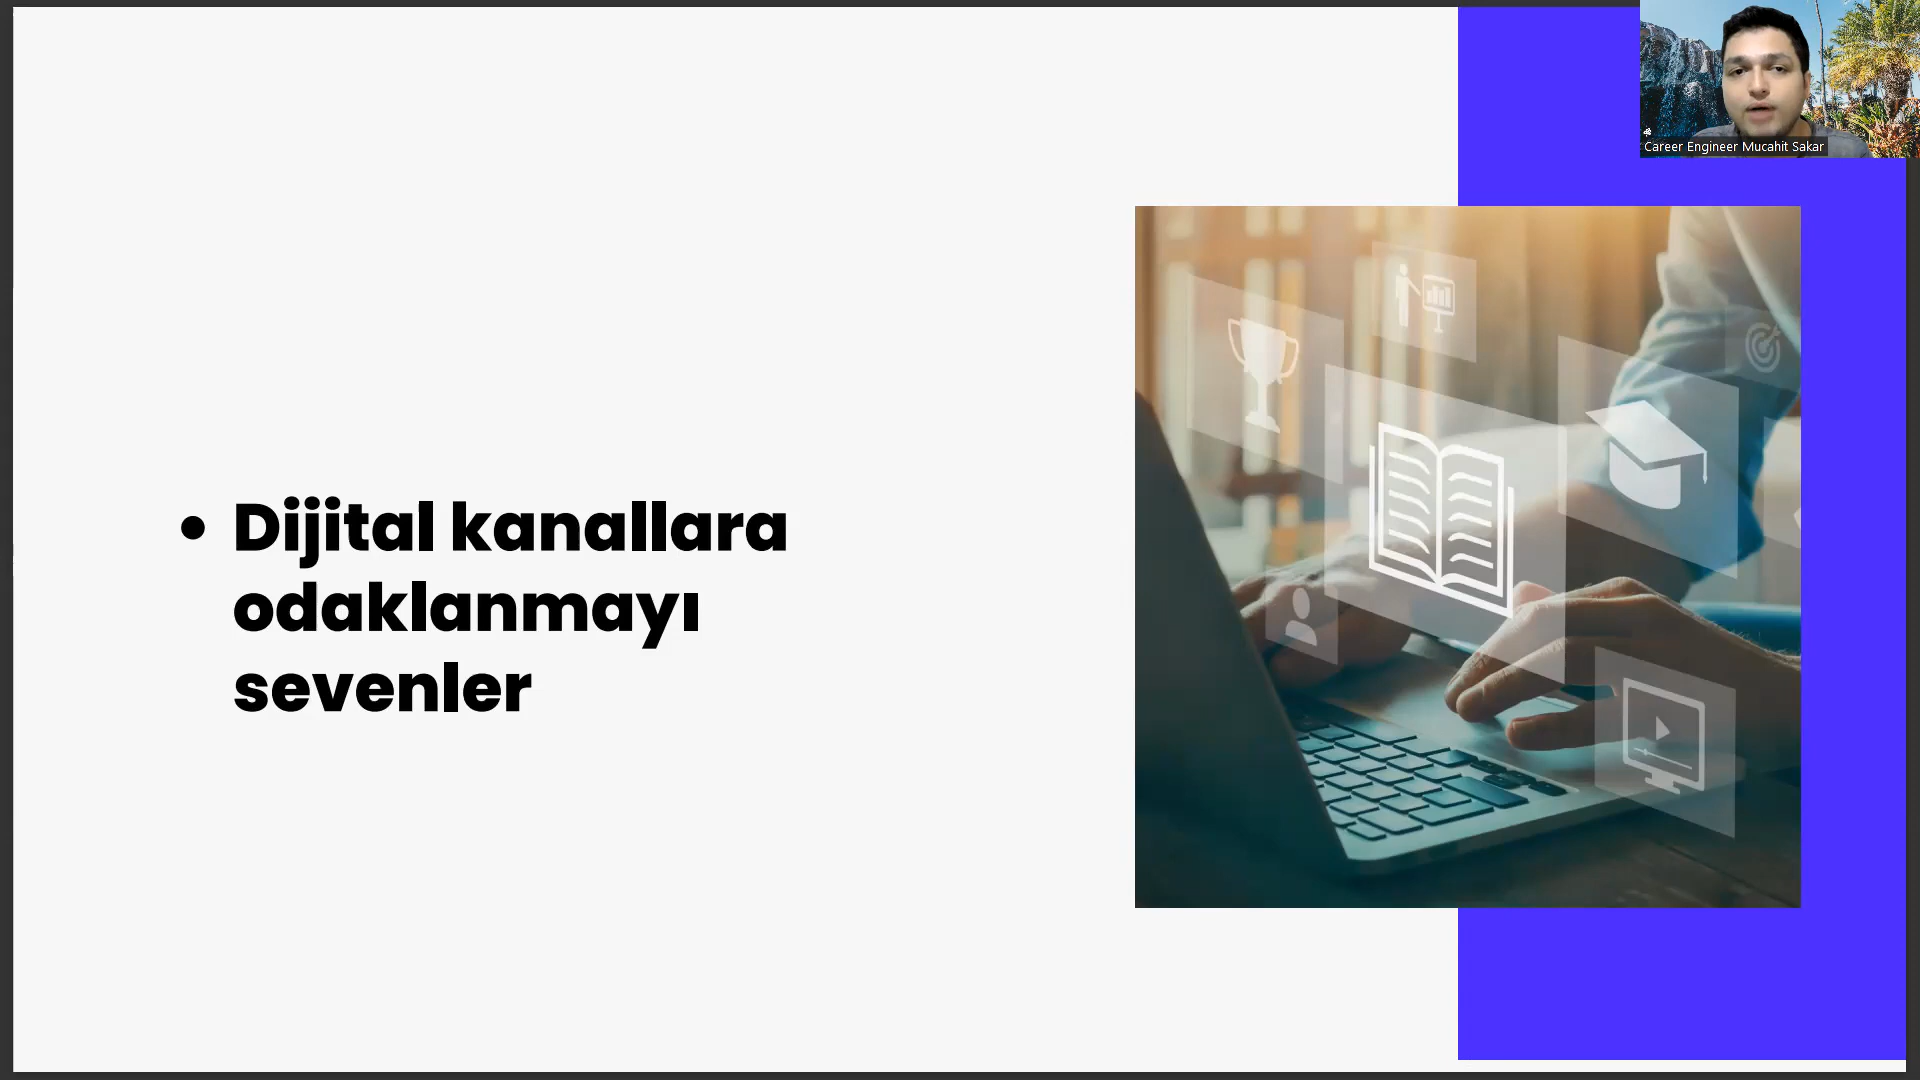 Career Engineer Mucahit Sakar
• Dijital kanallara
odaklanmayı
sevenler